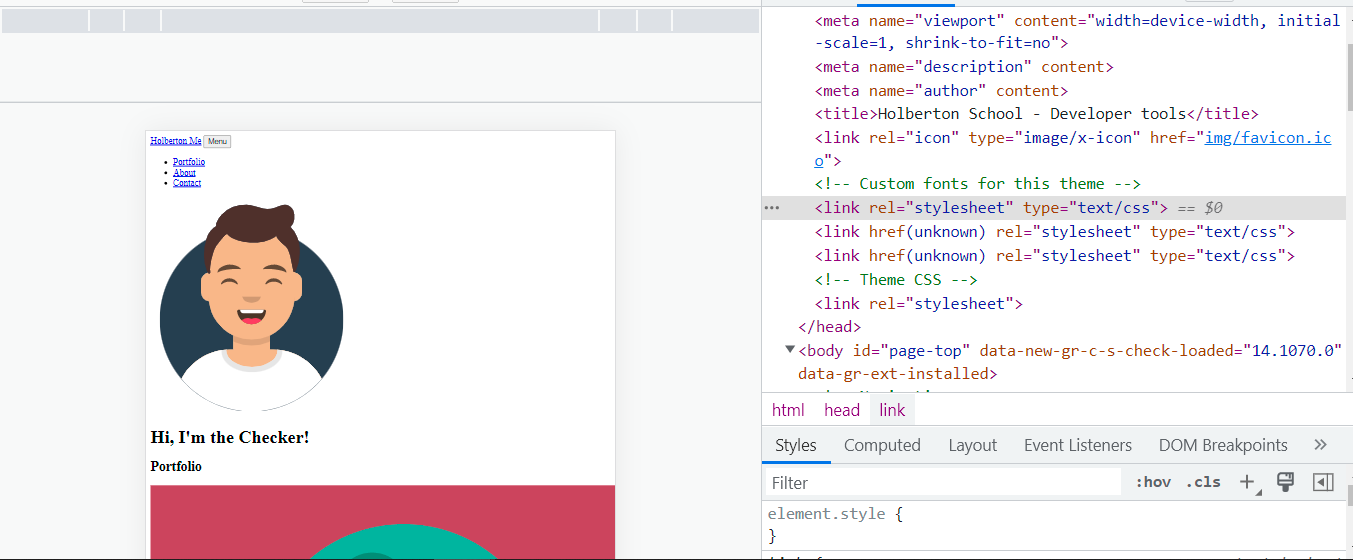 Holberton Me Menu
Portfolio
About
Contact
Hi, I'm the Checker!
Portfolio
<meta name="viewport" content="width=device-width, initial
-scale=1, shrink-to-fit=no">
<meta name="description" content>
<meta name="author" content>
<title>Holberton School - Developer tools</title>
<link rel="icon" type="image/x-icon" href="img/favicon.ic
o">
<!-- Custom fonts for this theme -->
<link rel="stylesheet" type="text/css"> == $0
<link href(unknown) rel="stylesheet" type="text/css">
<link href(unknown) rel="stylesheet" type="text/css">
<!-- Theme CSS -->
<link rel="stylesheet">
</head>
<body id="page-top" data-new-gr-c-s-check-loaded="14.1070.0"
data-gr-ext-installed>
html head link
Styles Computed Layout Event Listeners DOM Breakpoints
Filter :hov .cls
element.style {
}